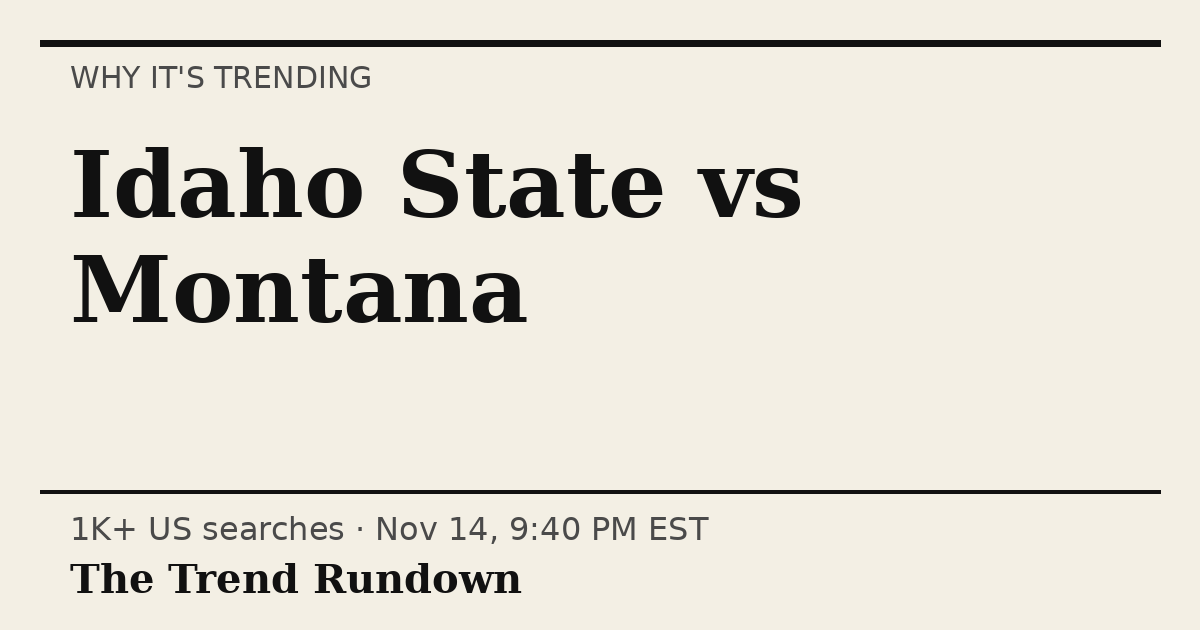 WHY IT'S TRENDING
Idaho State vs
Montana
1K+ US searches · Nov 14, 9:40 PM EST
The Trend Rundown